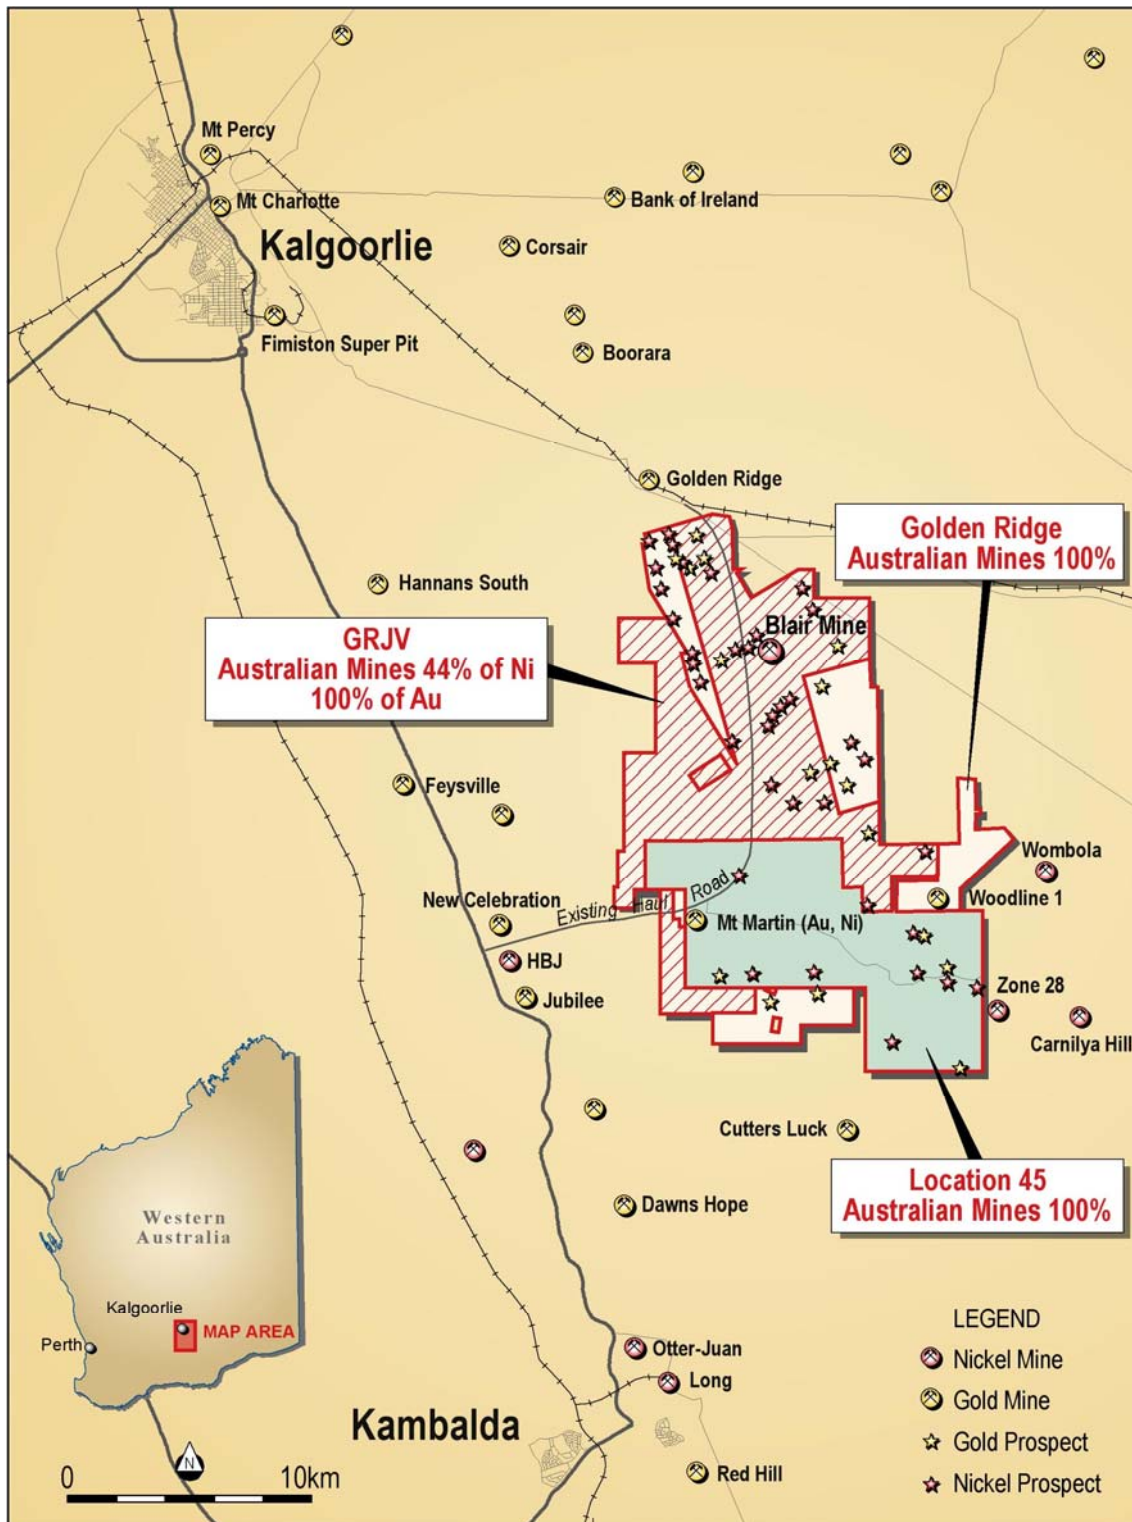 Mt Percy
Mt Charlotte
Bank of Ireland
Kalgoorlie
Corsair
Fimiston Super Pit
Boorara
Golden Ridge
Golden Ridge
Australian Mines 100%
Hannans South
GRJV
Australian Mines 44% of Ni
100% of Au
Blair Mine
Feysville
Wombola
New Celebration
Existing Haul Road
Woodline 1
Mt Martin (Au, Ni)
HBJ
Jubilee
Zone 28
Carnilya Hill
Cutters Luck
Location 45
Australian Mines 100%
Dawns Hope
Western
Australia
Kalgoorlie
MAP AREA
Perth
Otter-Juan
Long
Kambalda
Red Hill
N
0 10km
LEGEND
Nickel Mine
Gold Mine
Gold Prospect
Nickel Prospect